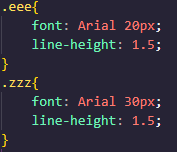 .eee{
    font: Arial 20px;
    line-height: 1.5;
}
.zzz{
    font: Arial 30px;
    line-height: 1.5;
}